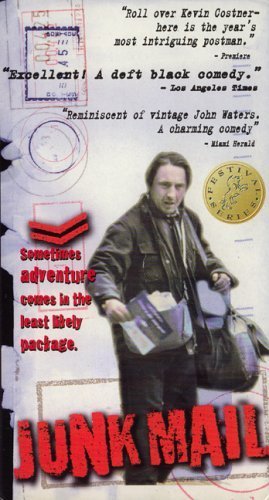 "Roll over Kevin Costner-
here is the year's
most intriguing postman."
- Premiere
"Excellent! A deft black comedy."
- Los Angeles Times
"Reminiscent of vintage John Waters.
A charming comedy"
- Miami Herald
FESTIVAL
SERIES
Sometimes
adventure
comes in the
least likely
package.
JUNK MAIL